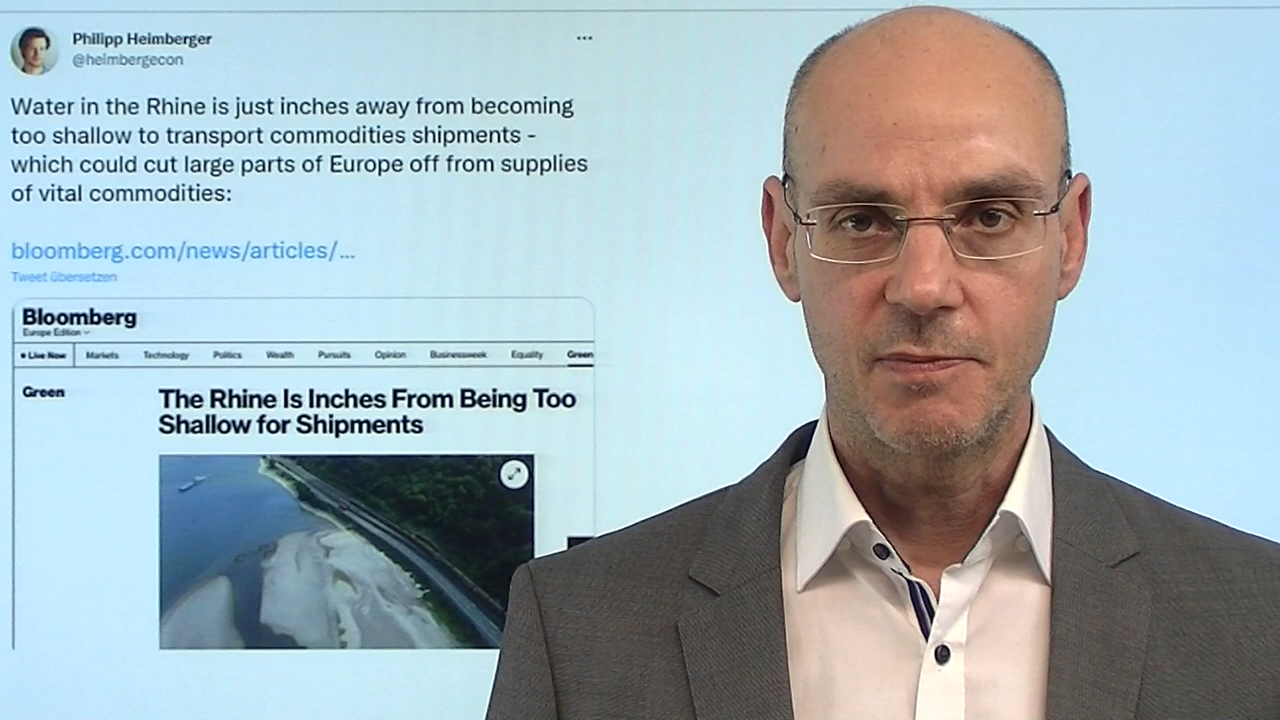 Philipp Heimberger
@heimbergecon
Water in the Rhine is just inches away from becoming
too shallow to transport commodities shipments -
which could cut large parts of Europe off from supplies
of vital commodities:
bloomberg.com/news/articles/...
Tweet übersetzen
Bloomberg
Europe Edition
Live Now Markets Technology Politics Wealth Pursuits Opinion Businessweek Equality Green
Green
The Rhine Is Inches From Being Too
Shallow for Shipments